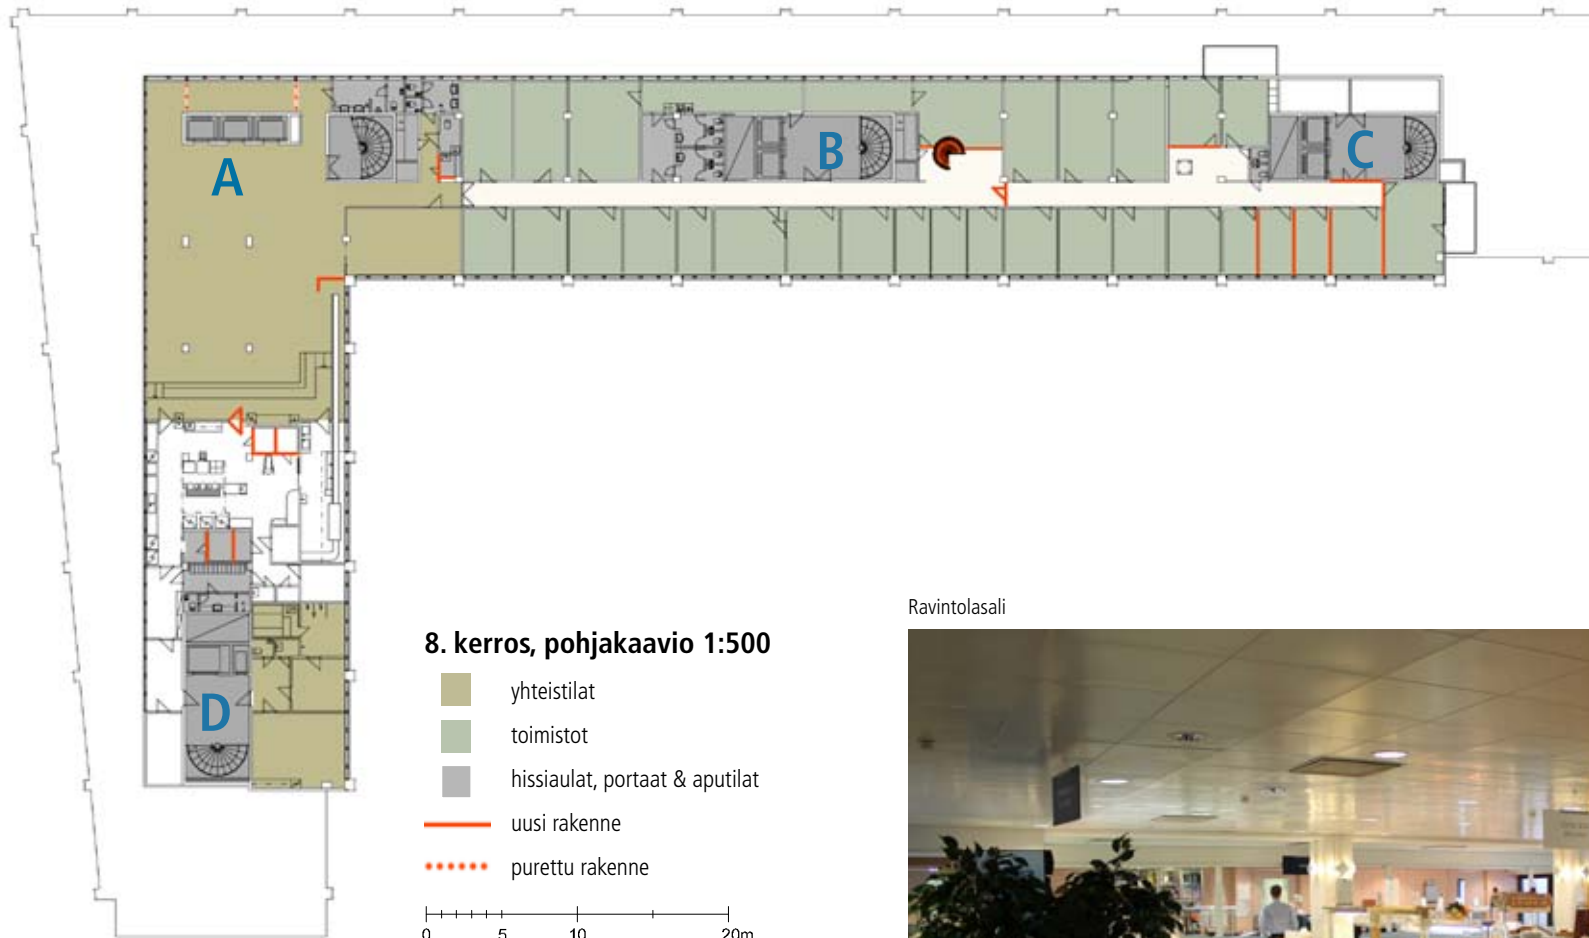 A
B
C
D
8. kerros, pohjakaavio 1:500
yhteistilat
toimistot
hissiaulat, portaat & aputilat
uusi rakenne
purettu rakenne
0 5 10 20m
Ravintolasali